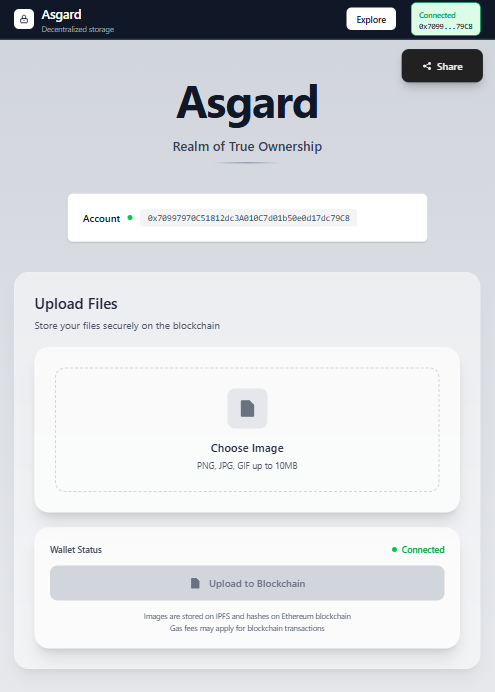 Asgard
Decentralized storage
Explore
Connected
0x7099...79C8
Share
Asgard
Realm of True Ownership
Account
0x70997970C51812dc3A010C7d01b50e0d17dc79C8
Upload Files
Store your files securely on the blockchain
Choose Image
PNG, JPG, GIF up to 10MB
Wallet Status
Connected
Upload to Blockchain
Images are stored on IPFS and hashes on Ethereum blockchain
Gas fees may apply for blockchain transactions